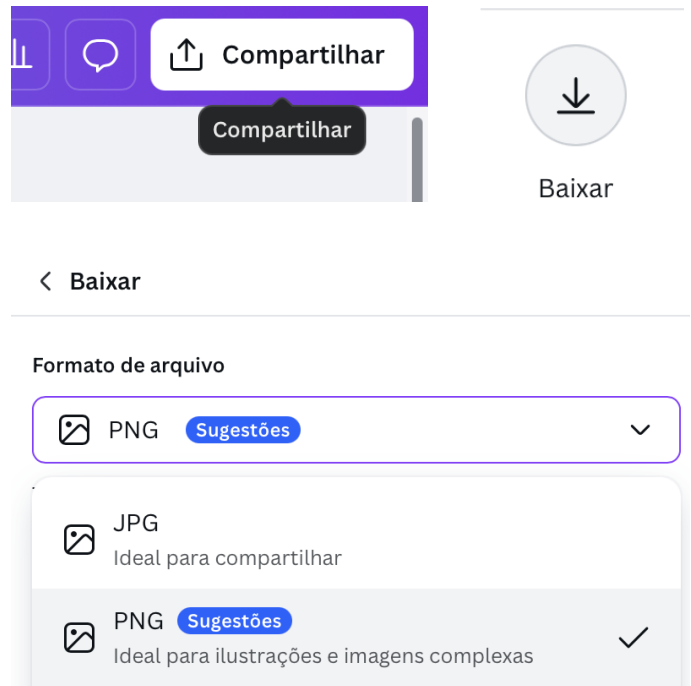 Compartilhar
Compartilhar
Baixar
Baixar
Formato de arquivo
PNG Sugestões
JPG
Ideal para compartilhar
PNG Sugestões
Ideal para ilustrações e imagens complexas